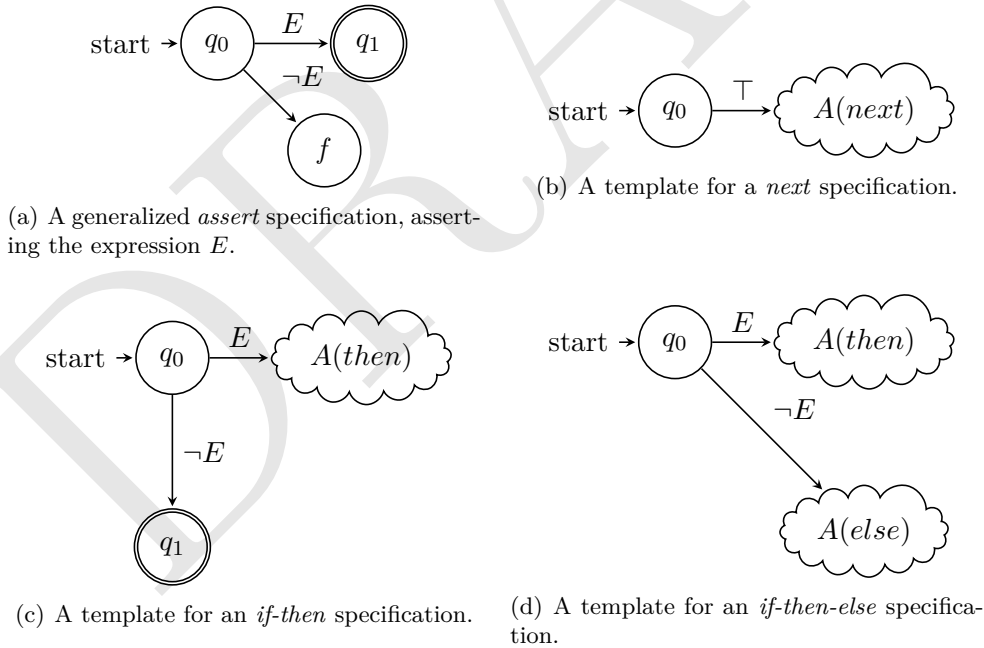 start
q0
E
q1
¬E
f
(a) A generalized assert specification, assert-
ing the expression E.
start
q0
⊤
A(next)
(b) A template for a next specification.
start
q0
E
A(then)
¬E
q1
(c) A template for an if-then specification.
start
q0
E
A(then)
¬E
A(else)
(d) A template for an if-then-else specifica-
tion.
DRA